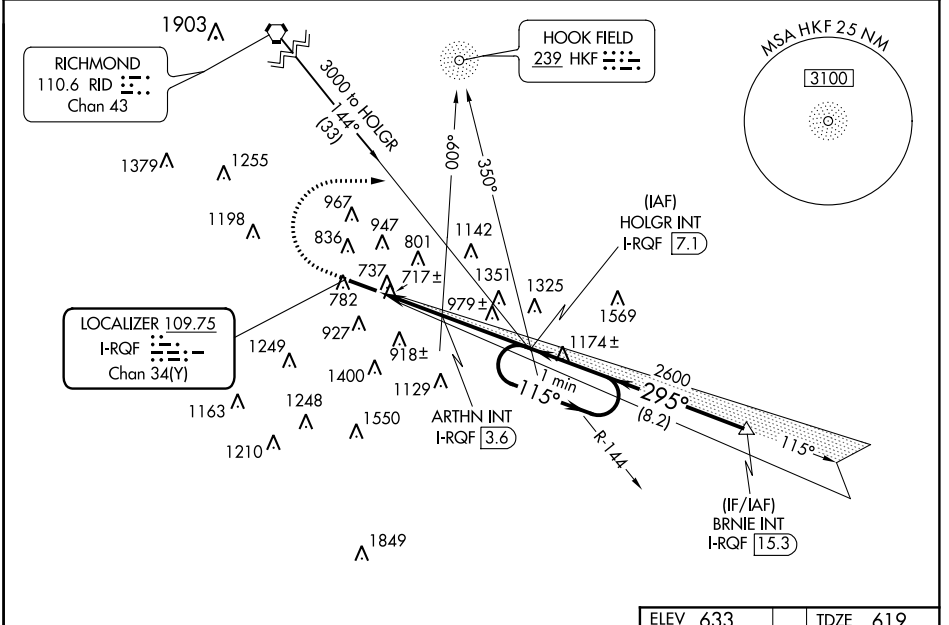 1903
RICHMOND
110.6 RID
Chan 43
HOOK FIELD
239 HKF
MSA HKF 25 NM
3100
3000 to HOLGR
144°
(33)
009°
350°
1379
1255
1198
967
836
947
801
1142
(IAF)
HOLGR INT
I-RQF 7.1
737
717±
782
1351
979±
1325
1569
LOCALIZER 109.75
I-RQF
Chan 34(Y)
927
1249
918±
1400
1129
1174±
1 min
115°
2600
295°
(8.2)
115°
1163
1248
1210
1550
ARTHN INT
I-RQF 3.6
R-144
(IF/IAF)
BRNIE INT
I-RQF 15.3
1849
ELEV 633
TDZE 619